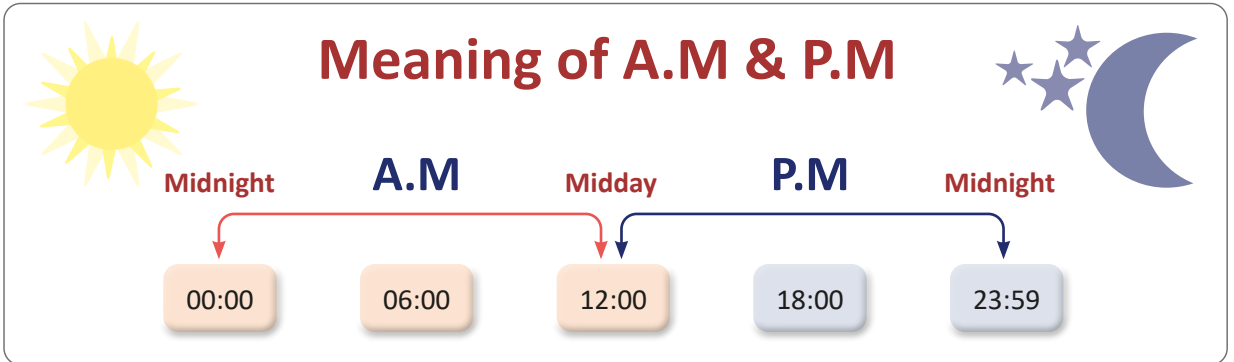 Meaning of A.M & P.M
Midnight A.M Midday P.M Midnight
00:00 06:00 12:00 18:00 23:59